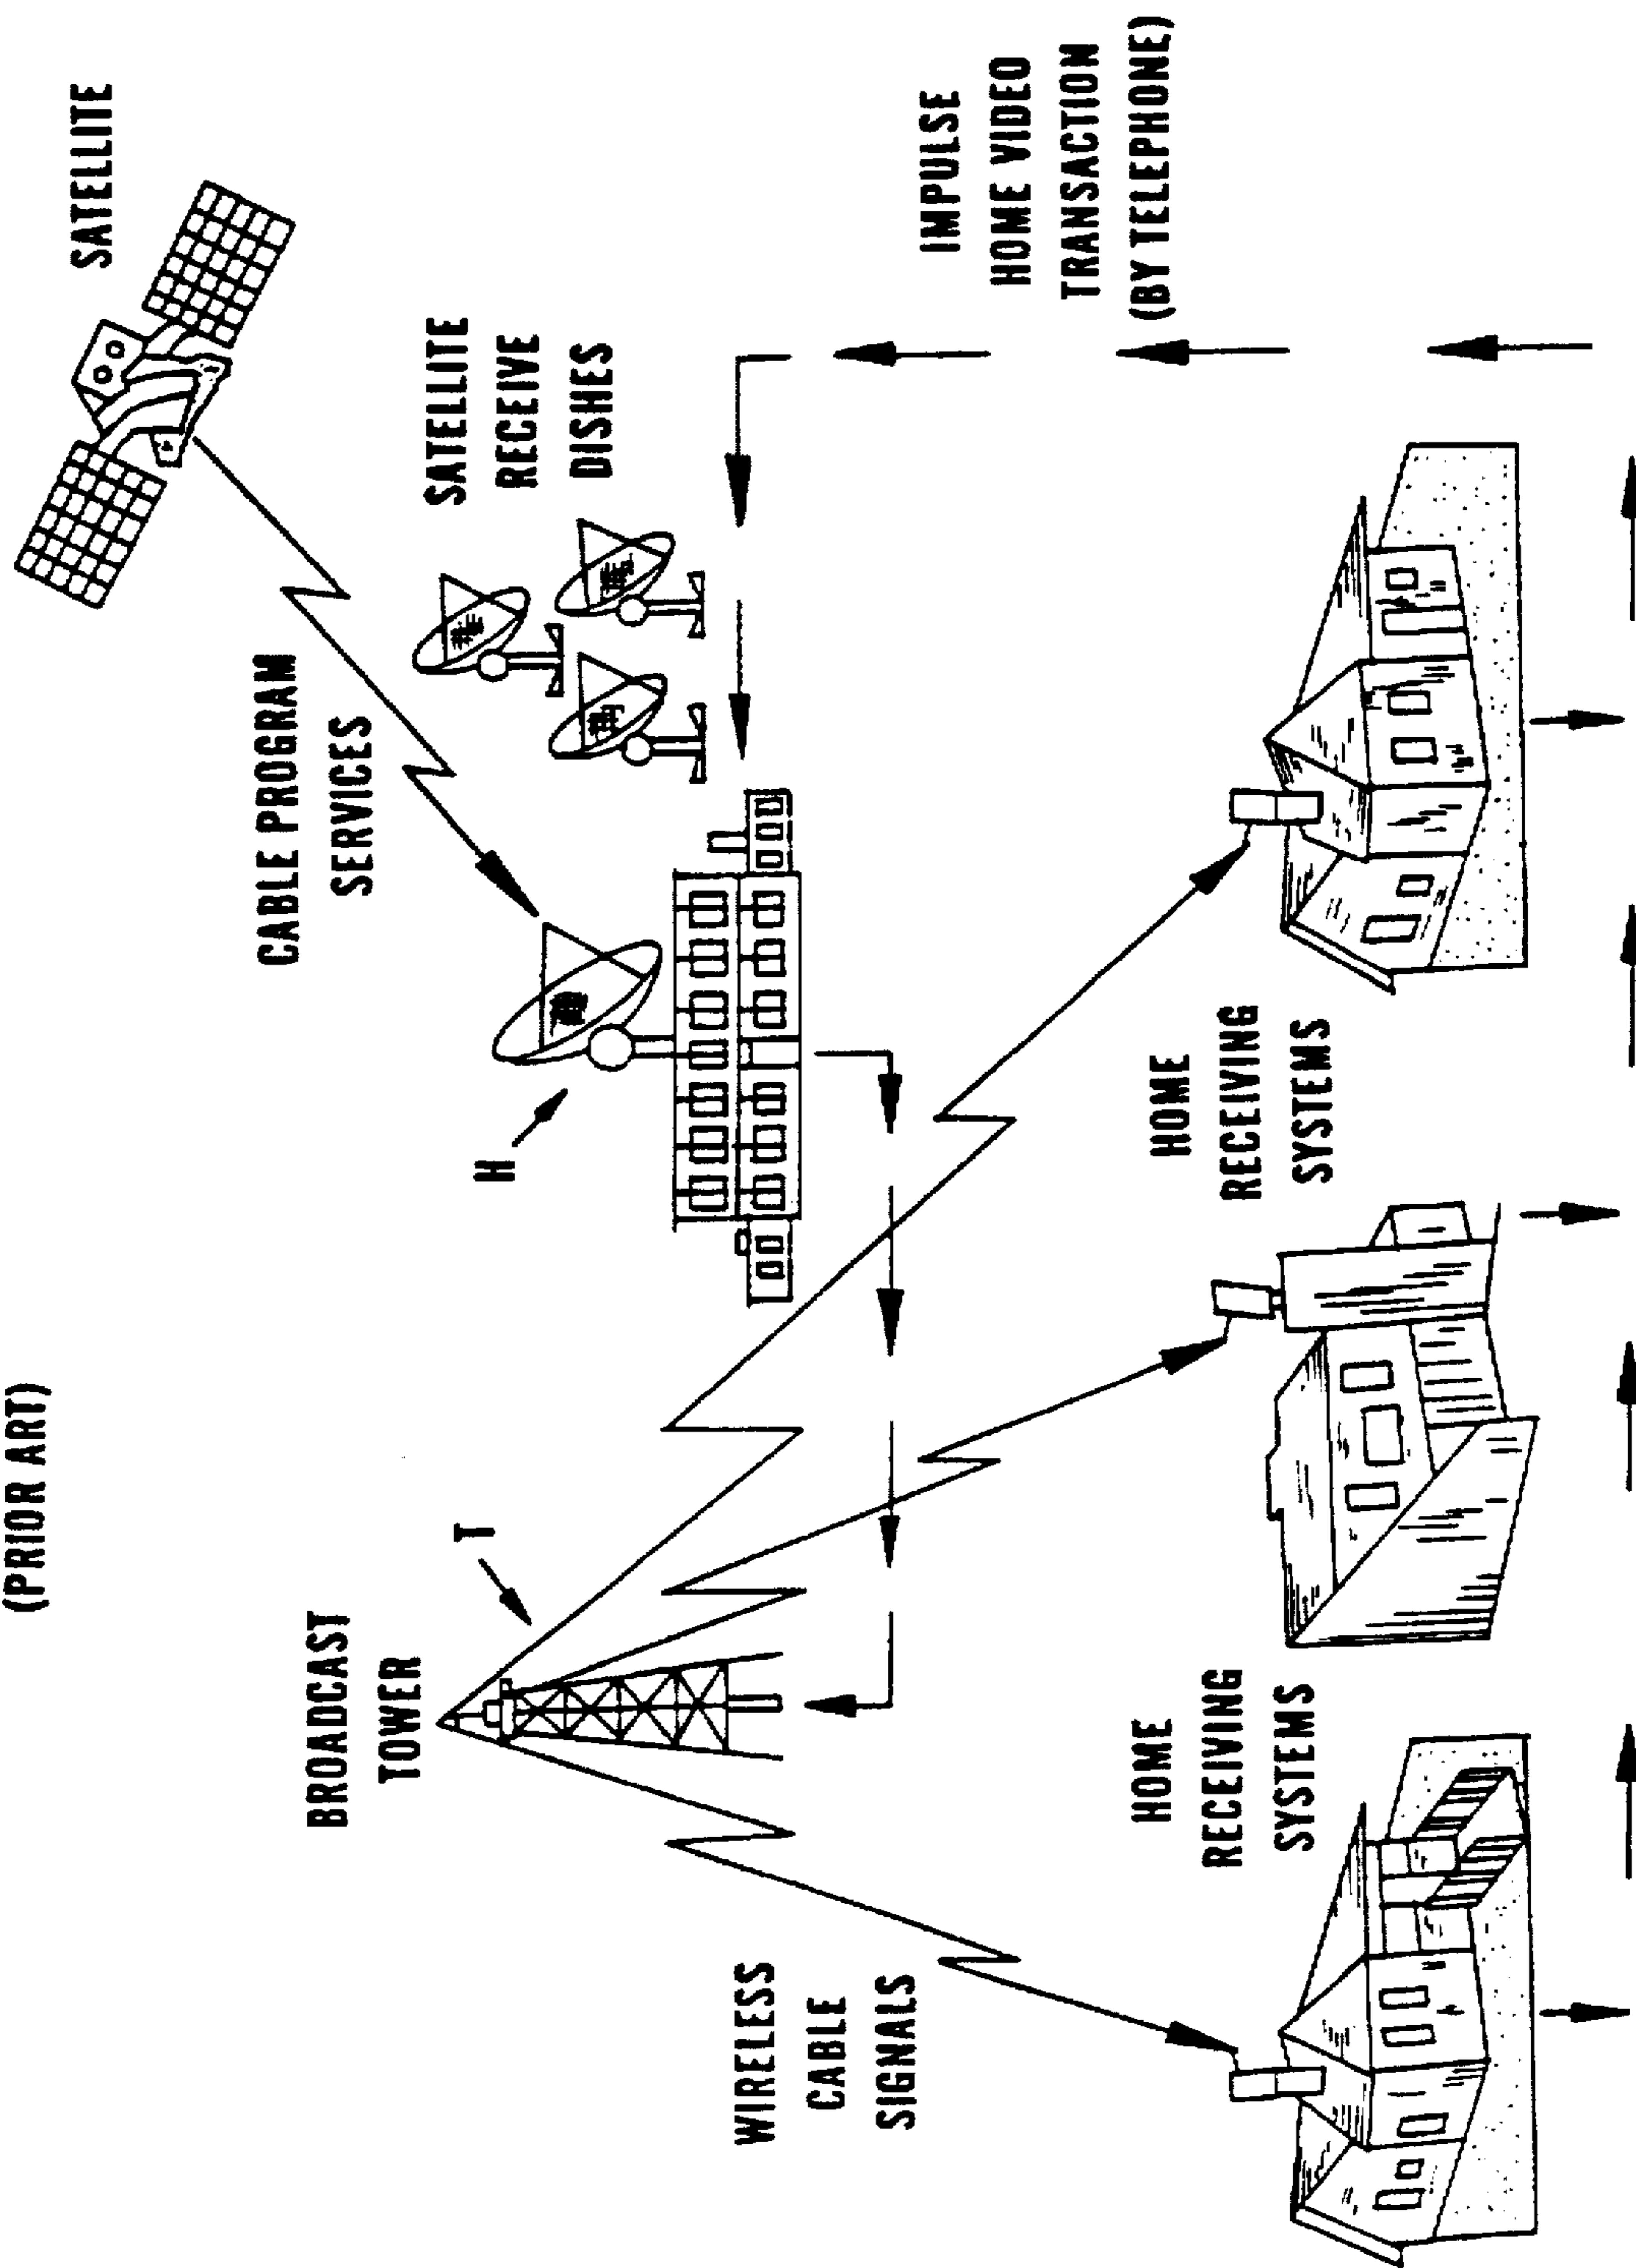 (PRIOR ART)
SATELLITE
BROADCAST
TOWER
T
CABLE PROGRAM
SERVICES
SATELLITE
RECEIVE
DISHES
H
WIRELESS
CABLE
SIGNALS
IMPULSE
HOME VIDEO
TRANSACTION
(BY TELEPHONE)
HOME
RECEIVING
SYSTEMS
HOME
RECEIVING
SYSTEMS